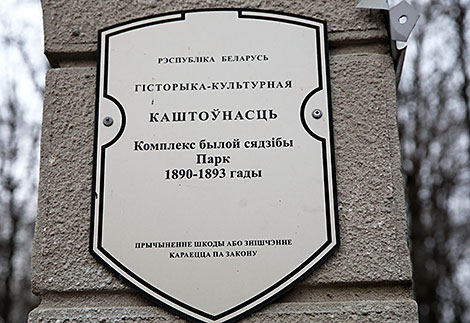 РЭСПУБЛІКА БЕЛАРУСЬ
ГІСТОРЫКА-КУЛЬТУРНАЯ
КАШТОЎНАСЦЬ
Комплекс былой сядзібы
Парк
1890-1893 гады
ПРЫЧЫНЕННЕ ШКОДЫ АБО ЗНІШЧЭННЕ
КАРАЕЦЦА ПА ЗАКОНУ